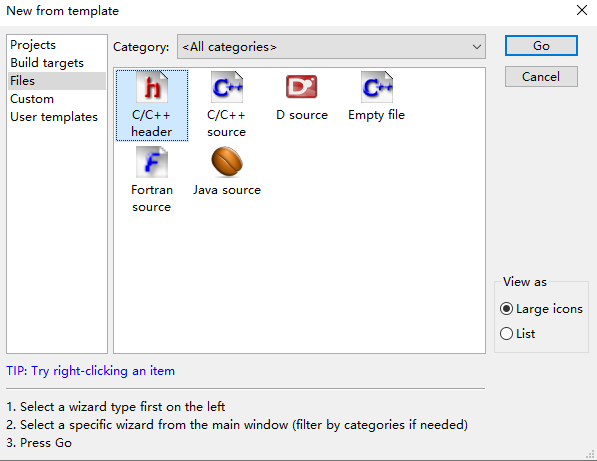 New from template
Projects
Build targets
Files
Custom
User templates
Category:
<All categories>
Go
Cancel
C/C++
header
C/C++
source
D source
Empty file
Fortran
source
Java source
View as
Large icons
List
TIP: Try right-clicking an item
1. Select a wizard type first on the left
2. Select a specific wizard from the main window (filter by categories if needed)
3. Press Go